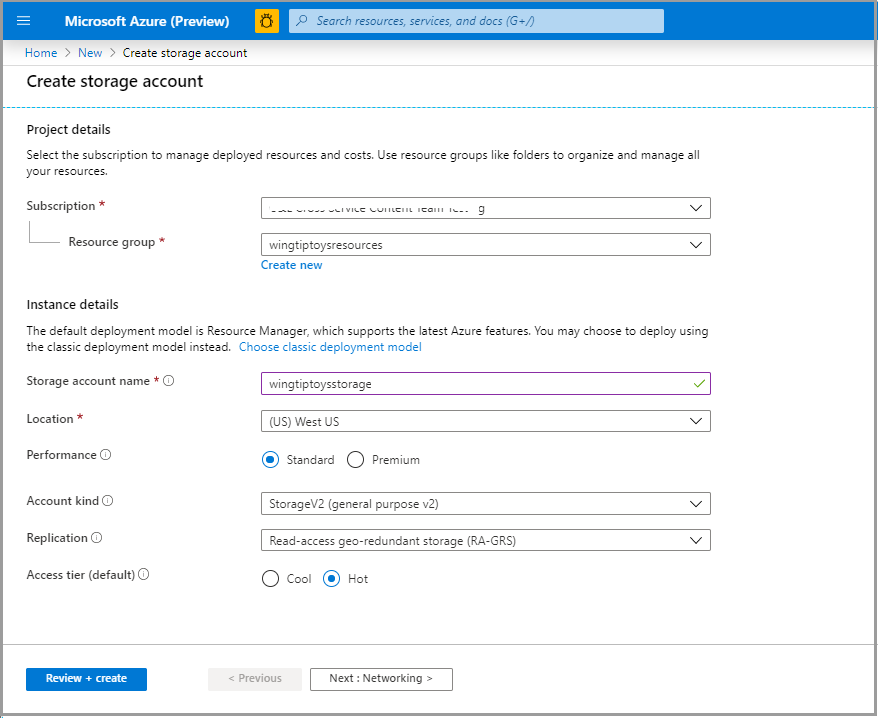 Microsoft Azure (Preview)
Search resources, services, and docs (G+/)
Home > New > Create storage account
Create storage account
Project details
Select the subscription to manage deployed resources and costs. Use resource groups like folders to organize and manage all
your resources.
Subscription *
Cross Service Content Team Testing
Resource group *
wingtiptoysresources
Create new
Instance details
The default deployment model is Resource Manager, which supports the latest Azure features. You may choose to deploy using
the classic deployment model instead. Choose classic deployment model
Storage account name *
wingtiptoysstorage
Location *
(US) West US
Performance
Standard Premium
Account kind
StorageV2 (general purpose v2)
Replication
Read-access geo-redundant storage (RA-GRS)
Access tier (default)
Cool Hot
Review + create
< Previous
Next : Networking >